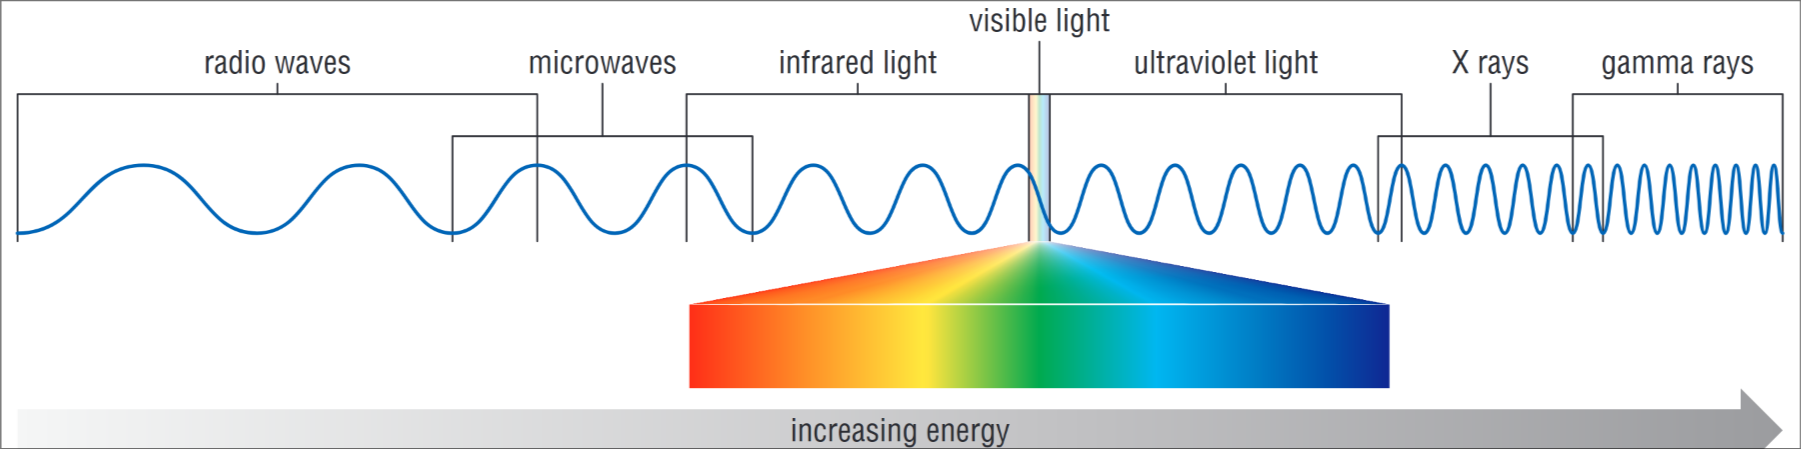 visible light
radio waves
microwaves
infrared light
ultraviolet light
X rays
gamma rays
increasing energy